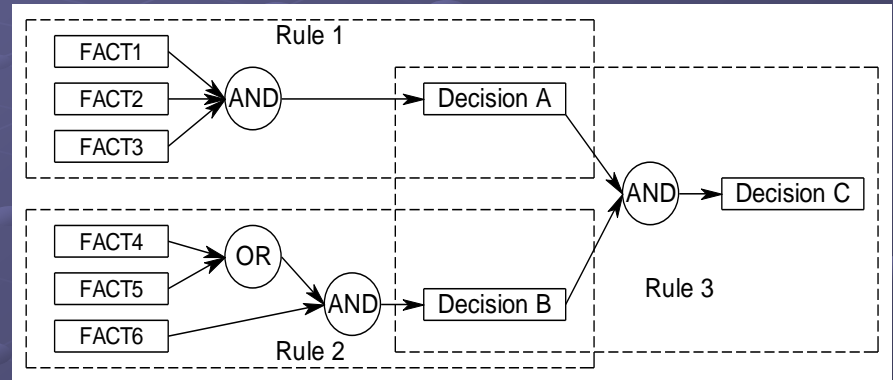 Rule 1
FACT1
FACT2
FACT3
AND
Decision A
FACT4
FACT5
FACT6
OR
AND
Decision B
Rule 2
AND
Decision C
Rule 3